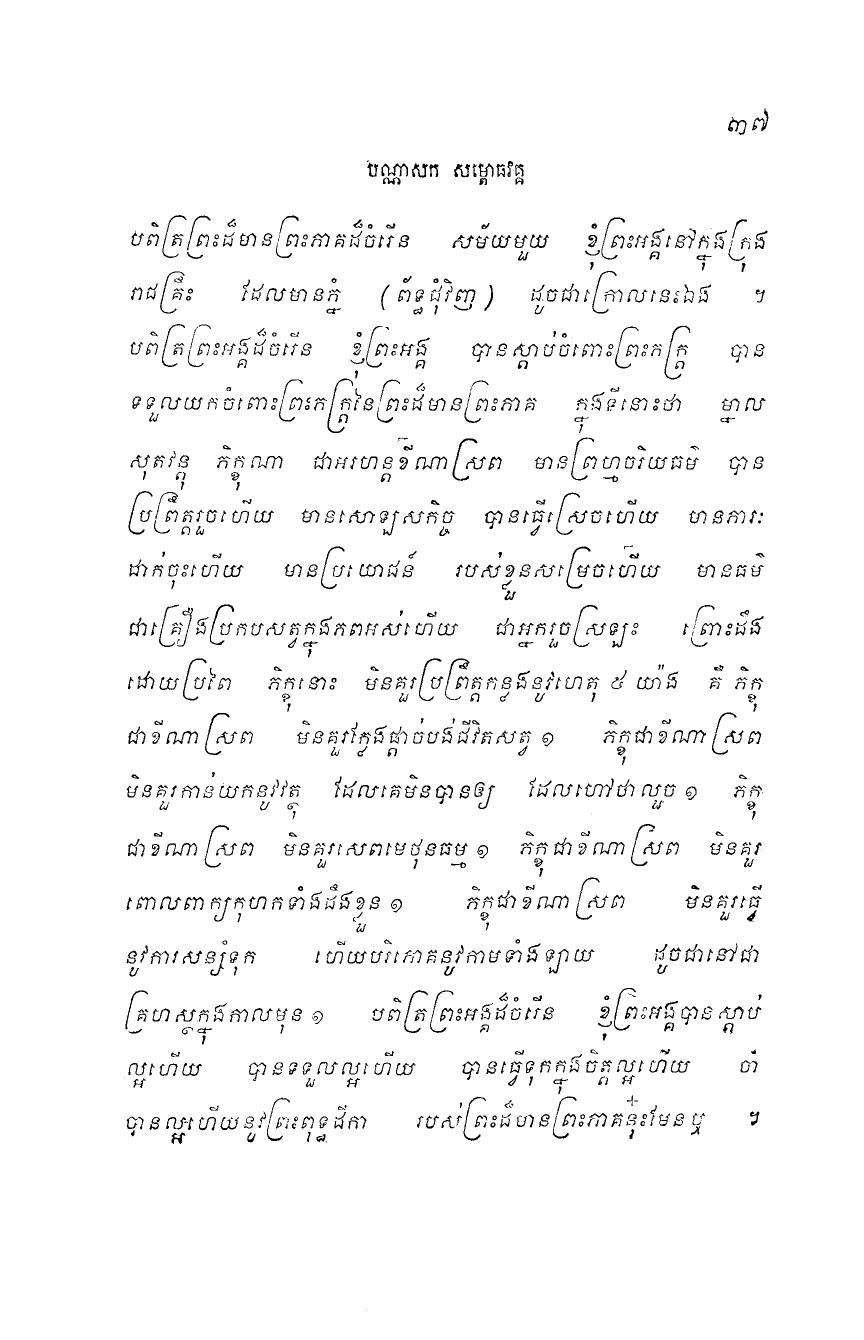 ៣៧
បណ្ណាសក សម្ពោធវគ្គ
បពិត្រព្រះដ៏មានព្រះភាគដ៏ចំរើន សម័យមួយ ខ្ញុំព្រះអង្គនៅក្នុងក្រុង
រាជគ្រឹះ ដែលមានភ្នំ (ព័ទ្ធជុំវិញ) ដូចជាក្រោលនេះឯង ។
បពិត្រព្រះអង្គដ៏ចំរើន ខ្ញុំព្រះអង្គ បានស្តាប់ចំពោះព្រះភក្ត្រ បាន
ទទួលយកចំពោះព្រះភក្ត្រនៃព្រះដ៏មានព្រះភាគ ក្នុងទីនោះថា ម្នាល
សុតវន្តុ ភិក្ខុណា ជាអរហន្តខីណាស្រព មានព្រហ្មចរិយធម៌ បាន
ប្រព្រឹត្តរួចហើយ មានសោឡសកិច្ច បានធ្វើស្រេចហើយ មានភារៈ
ដាក់ចុះហើយ មានប្រយោជន៍ របស់ខ្លួនសម្រេចហើយ មានធម៌
ជាគ្រឿងប្រកបសត្វក្នុងភពអស់ហើយ ជាអ្នករួចស្រឡះ ព្រោះដឹង
ដោយប្រពៃ ភិក្ខុនោះ មិនគួរប្រព្រឹត្តកន្លងនូវហេតុ ៥ យ៉ាង គឺ ភិក្ខុ
ជាខីណាស្រព មិនគួរក្លែងផ្តាច់បង់ជីវិតសត្វ ១ ភិក្ខុជាខីណាស្រព
មិនគួរកាន់យកនូវវត្ថុ ដែលគេមិនបានឲ្យ ដែលហៅថាលួច ១ ភិក្ខុ
ជាខីណាស្រព មិនគួរសេពមេថុនធម្ម ១ ភិក្ខុជាខីណាស្រព មិនគួរ
ពោលពាក្យកុហកទាំងដឹងខ្លួន ១ ភិក្ខុជាខីណាស្រព មិនគួរធ្វើ
នូវការសន្សំទុក ហើយបរិភោគនូវកាមទាំងឡាយ ដូចជានៅជា
គ្រហស្ថក្នុងកាលមុន ១ បពិត្រព្រះអង្គដ៏ចំរើន ខ្ញុំព្រះអង្គបានស្តាប់
ល្អហើយ បានទទួលល្អហើយ បានធ្វើទុកក្នុងចិត្តល្អហើយ ចាំ
បានល្អហើយនូវព្រះពុទ្ធដីកា របស់ព្រះដ៏មានព្រះភាគនុ៎ះមែនឬ ។